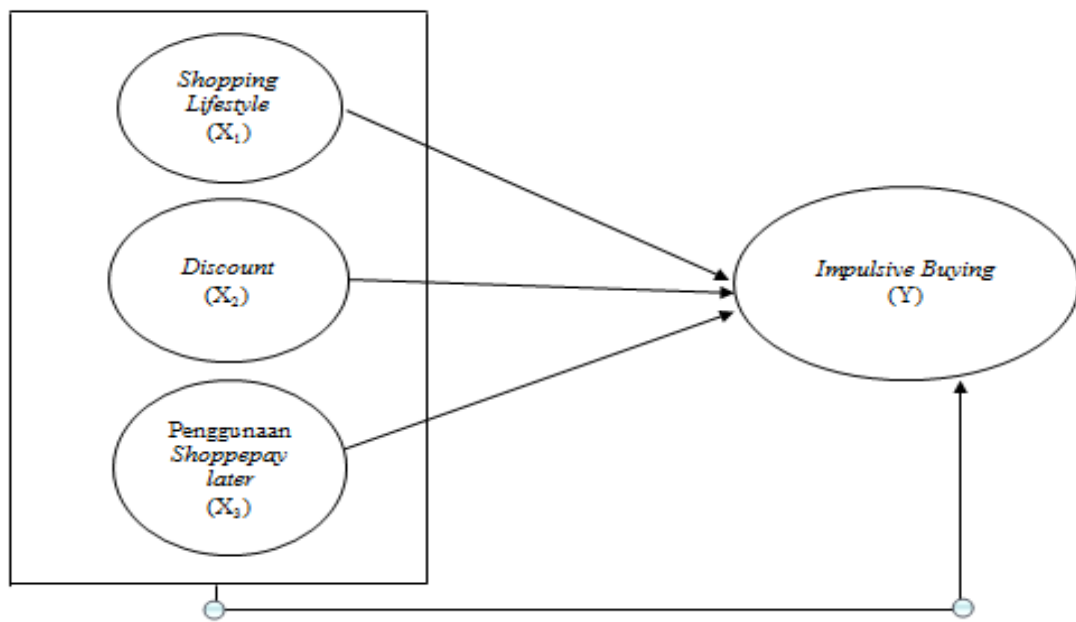 Shopping
Lifestyle
(X₁)
Discount
(X₂)
Penggunaan
Shoppepay
later
(X₃)
Impulsive Buying
(Y)